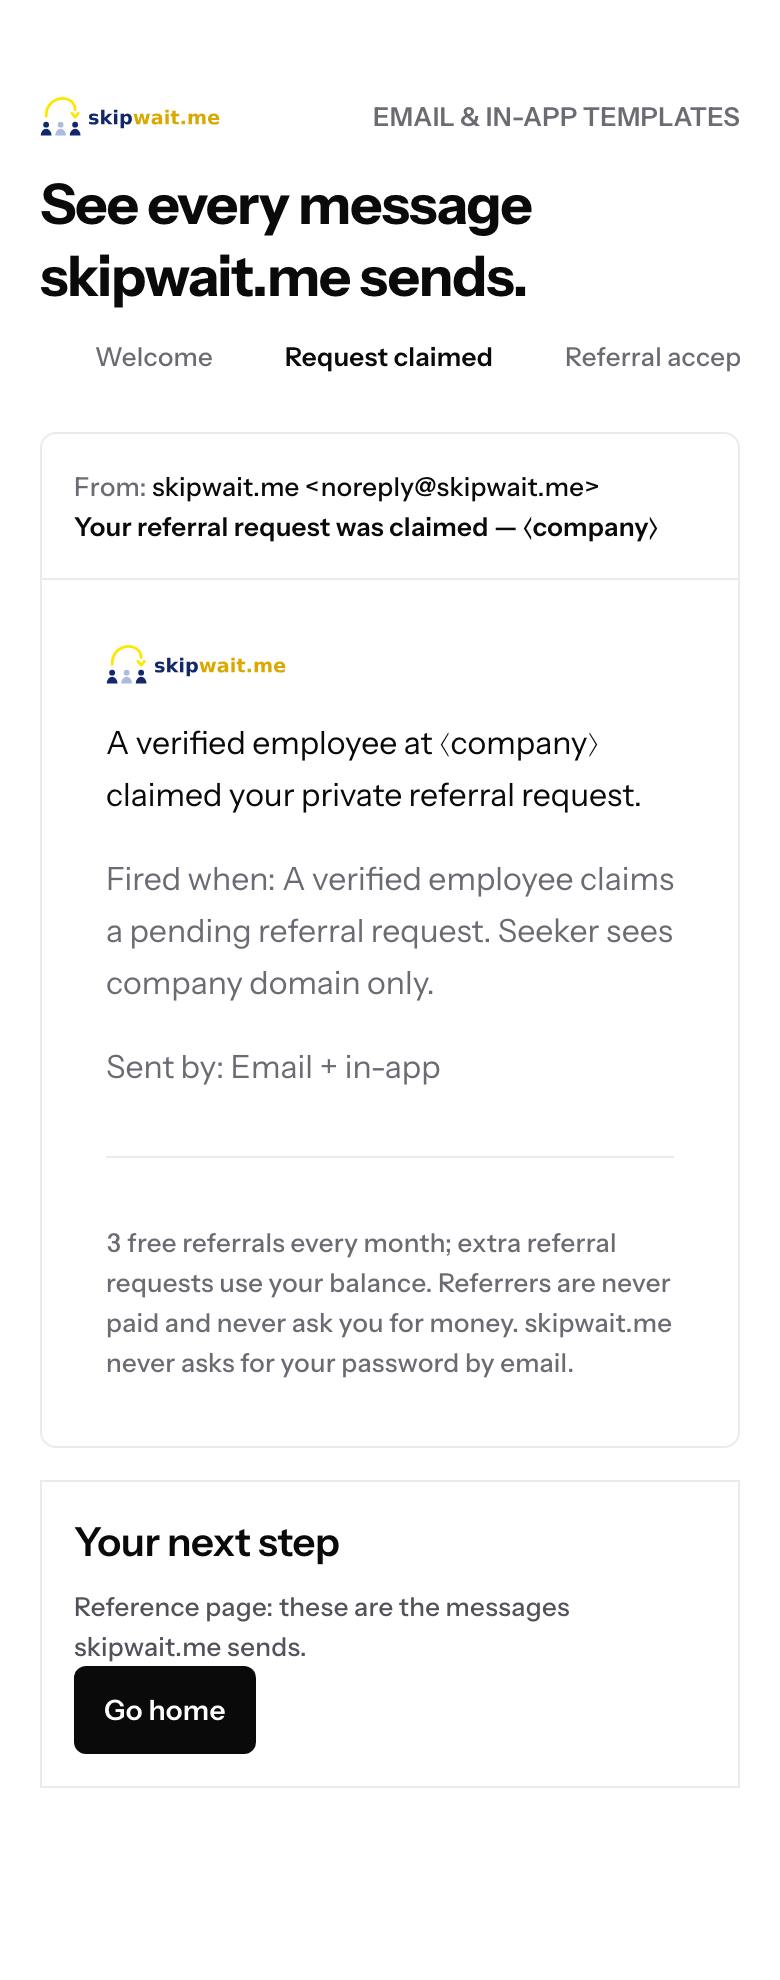 skipwait.me
EMAIL & IN-APP TEMPLATES
See every message
skipwait.me sends.
Welcome Request claimed Referral accep
From: skipwait.me <noreply@skipwait.me>
Your referral request was claimed — 〈company〉
skipwait.me
A verified employee at 〈company〉
claimed your private referral request.
Fired when: A verified employee claims
a pending referral request. Seeker sees
company domain only.
Sent by: Email + in-app
3 free referrals every month; extra referral
requests use your balance. Referrers are never
paid and never ask you for money. skipwait.me
never asks for your password by email.
Your next step
Reference page: these are the messages
skipwait.me sends.
Go home